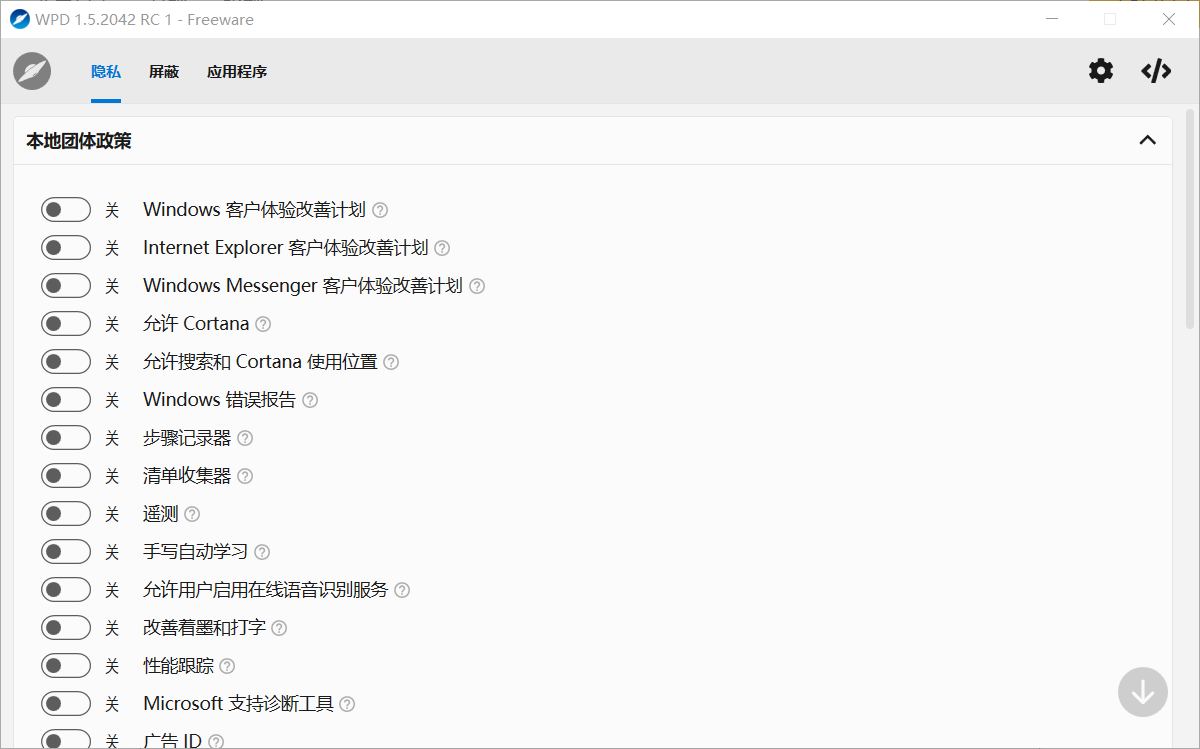 WPD 1.5.2042 RC 1 - Freeware
隐私 屏蔽 应用程序
本地团体政策
关 Windows 客户体验改善计划
关 Internet Explorer 客户体验改善计划
关 Windows Messenger 客户体验改善计划
关 允许 Cortana
关 允许搜索和 Cortana 使用位置
关 Windows 错误报告
关 步骤记录器
关 清单收集器
关 遥测
关 手写自动学习
关 允许用户启用在线语音识别服务
关 改善着墨和打字
关 性能跟踪
关 Microsoft 支持诊断工具
关 广告 ID